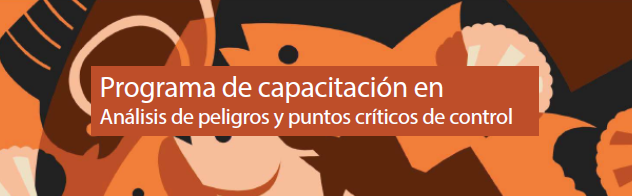 Programa de capacitación en
Análisis de peligros y puntos críticos de control